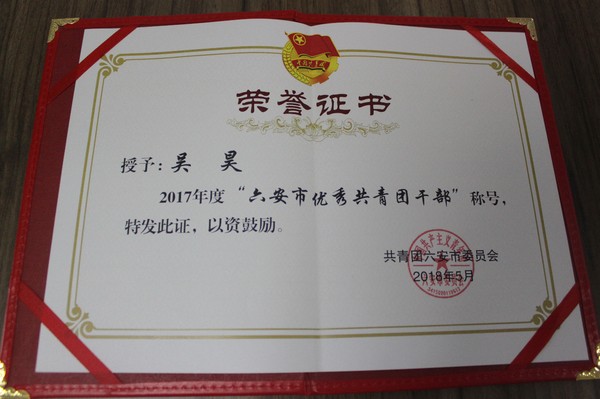 荣誉证书
授予：吴 昊
2017年度“六安市优秀共青团干部”称号，
特发此证，以资鼓励。
共青团六安市委员会
2018年5月